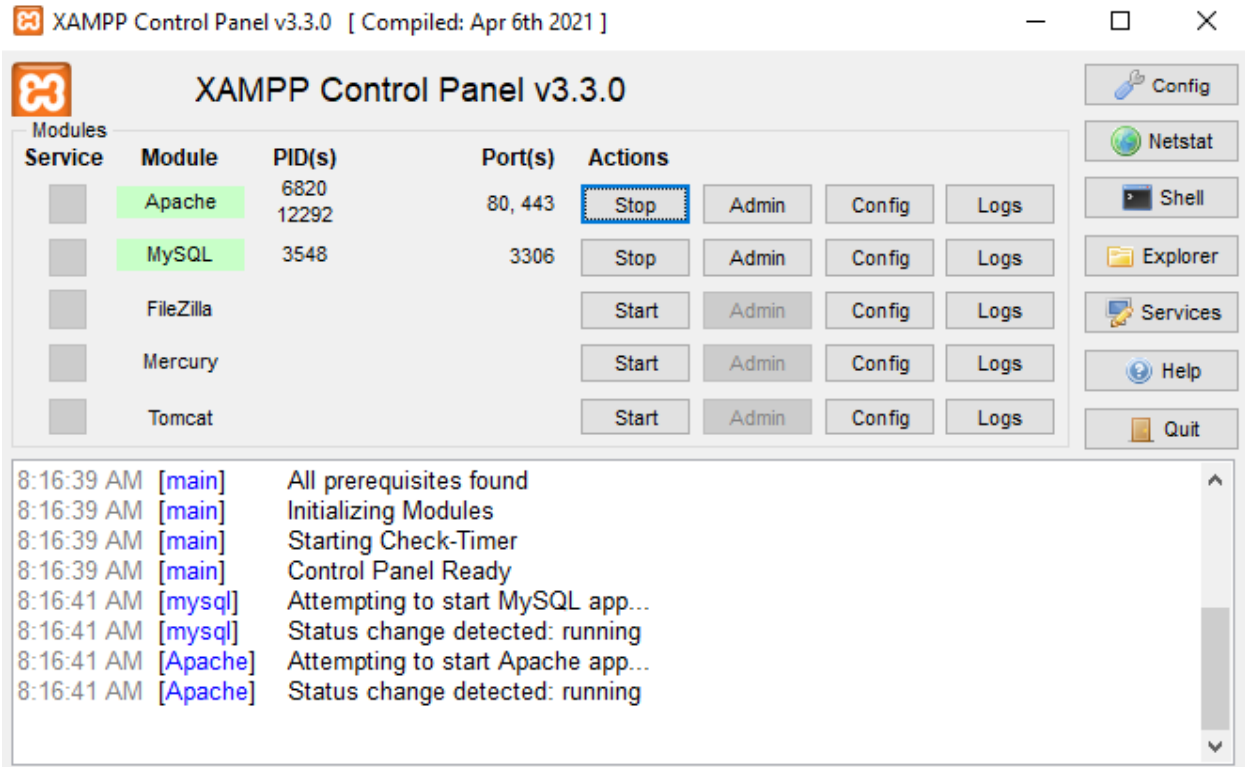 XAMPP Control Panel v3.3.0 [ Compiled: Apr 6th 2021 ]
XAMPP Control Panel v3.3.0
Config
Modules
Service Module PID(s) Port(s) Actions
Netstat
Apache 6820 12292 80, 443 Stop Admin Config Logs
Shell
MySQL 3548 3306 Stop Admin Config Logs
Explorer
FileZilla Start Admin Config Logs
Services
Mercury Start Admin Config Logs
Help
Tomcat Start Admin Config Logs
Quit
8:16:39 AM [main] All prerequisites found
8:16:39 AM [main] Initializing Modules
8:16:39 AM [main] Starting Check-Timer
8:16:39 AM [main] Control Panel Ready
8:16:41 AM [mysql] Attempting to start MySQL app...
8:16:41 AM [mysql] Status change detected: running
8:16:41 AM [Apache] Attempting to start Apache app...
8:16:41 AM [Apache] Status change detected: running